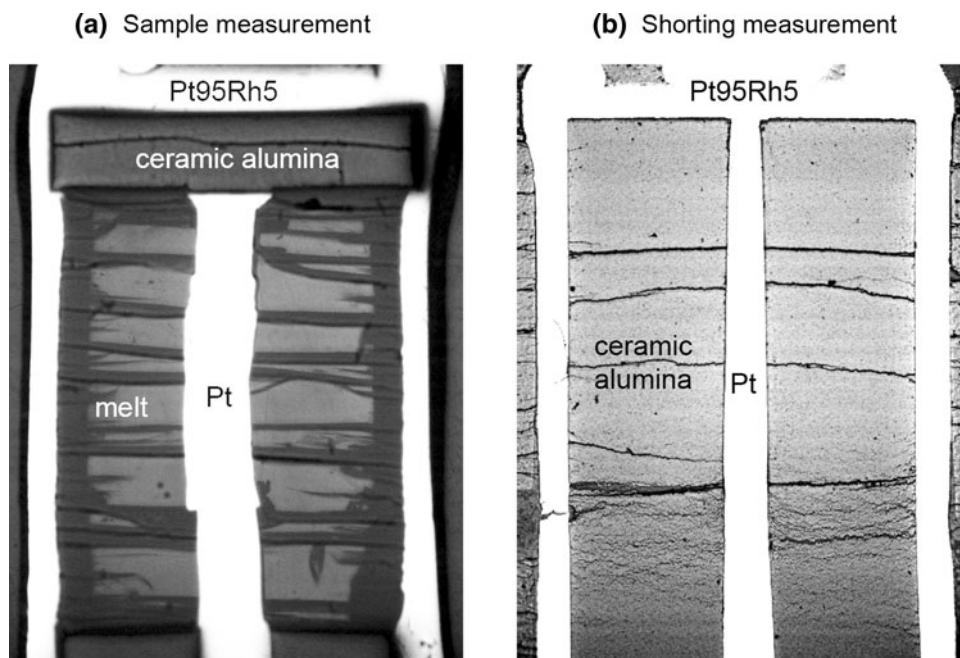 (a) Sample measurement
(b) Shorting measurement
Pt95Rh5
ceramic alumina
Pt
melt
Pt95Rh5
ceramic
alumina
Pt